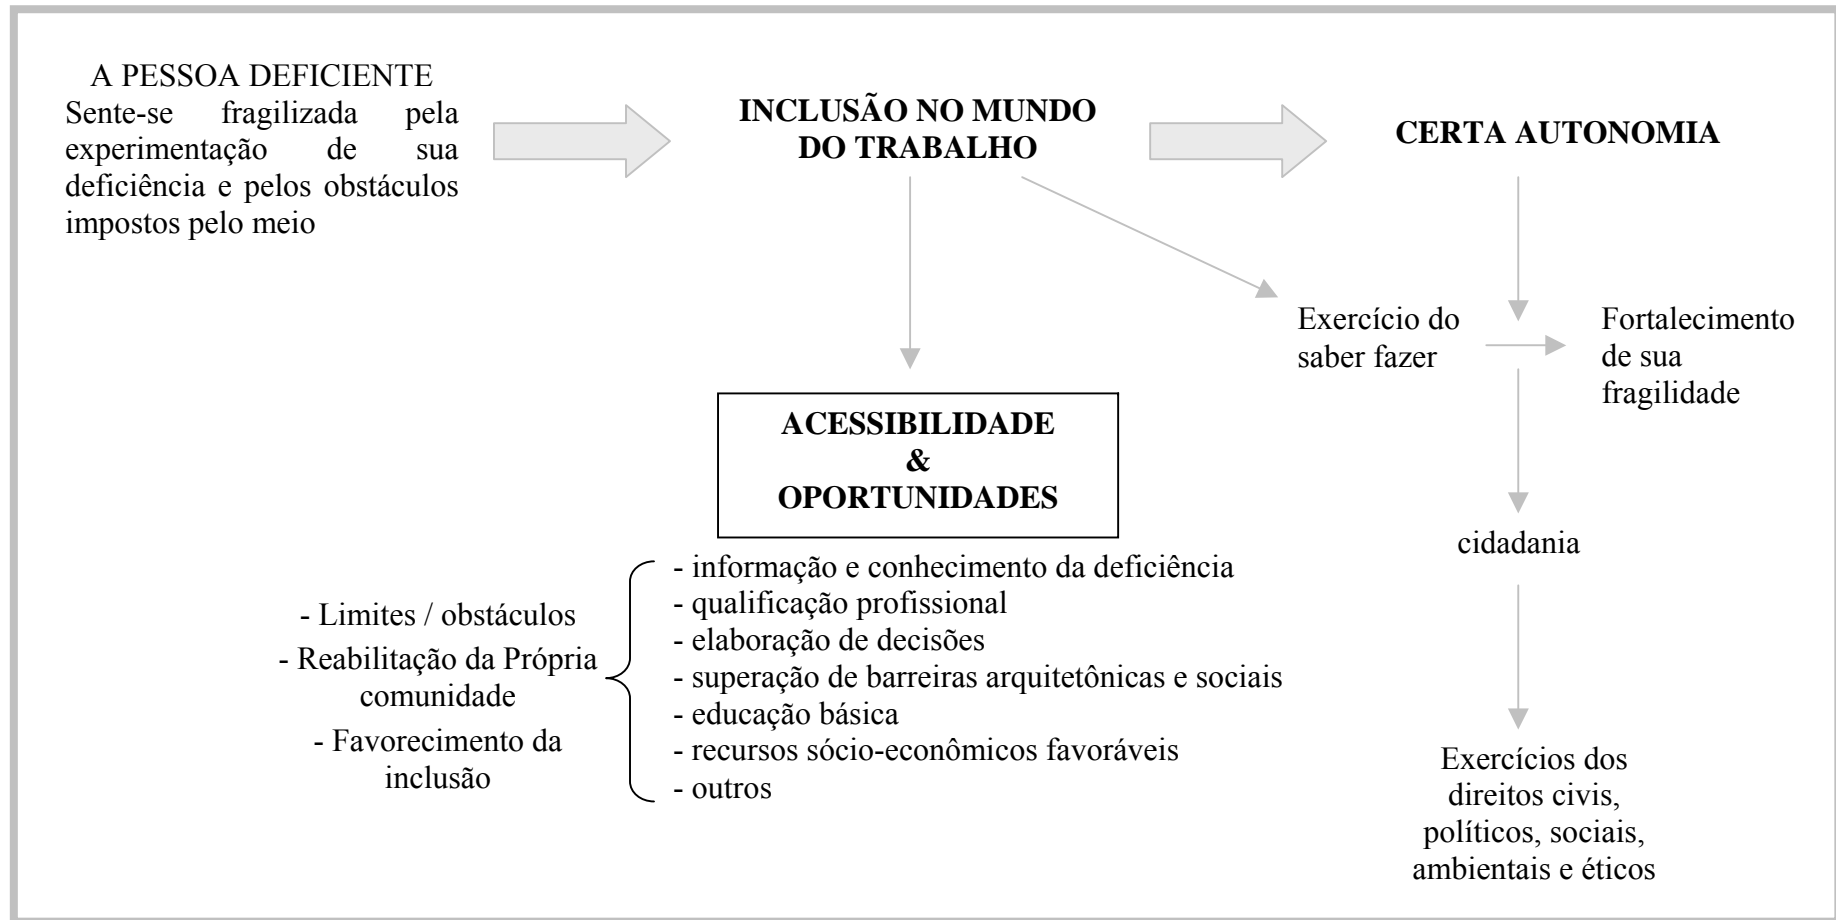 A PESSOA DEFICIENTE
Sente-se fragilizada pela
experimentação de sua
deficiência e pelos obstáculos
impostos pelo meio
INCLUSÃO NO MUNDO
DO TRABALHO
CERTA AUTONOMIA
Exercício do
saber fazer
Fortalecimento
de sua
fragilidade
ACESSIBILIDADE
&
OPORTUNIDADES
cidadania
- Limites / obstáculos
- Reabilitação da Própria
comunidade
- Favorecimento da
inclusão
- informação e conhecimento da deficiência
- qualificação profissional
- elaboração de decisões
- superação de barreiras arquitetônicas e sociais
- educação básica
- recursos sócio-econômicos favoráveis
- outros
Exercícios dos
direitos civis,
políticos, sociais,
ambientais e éticos